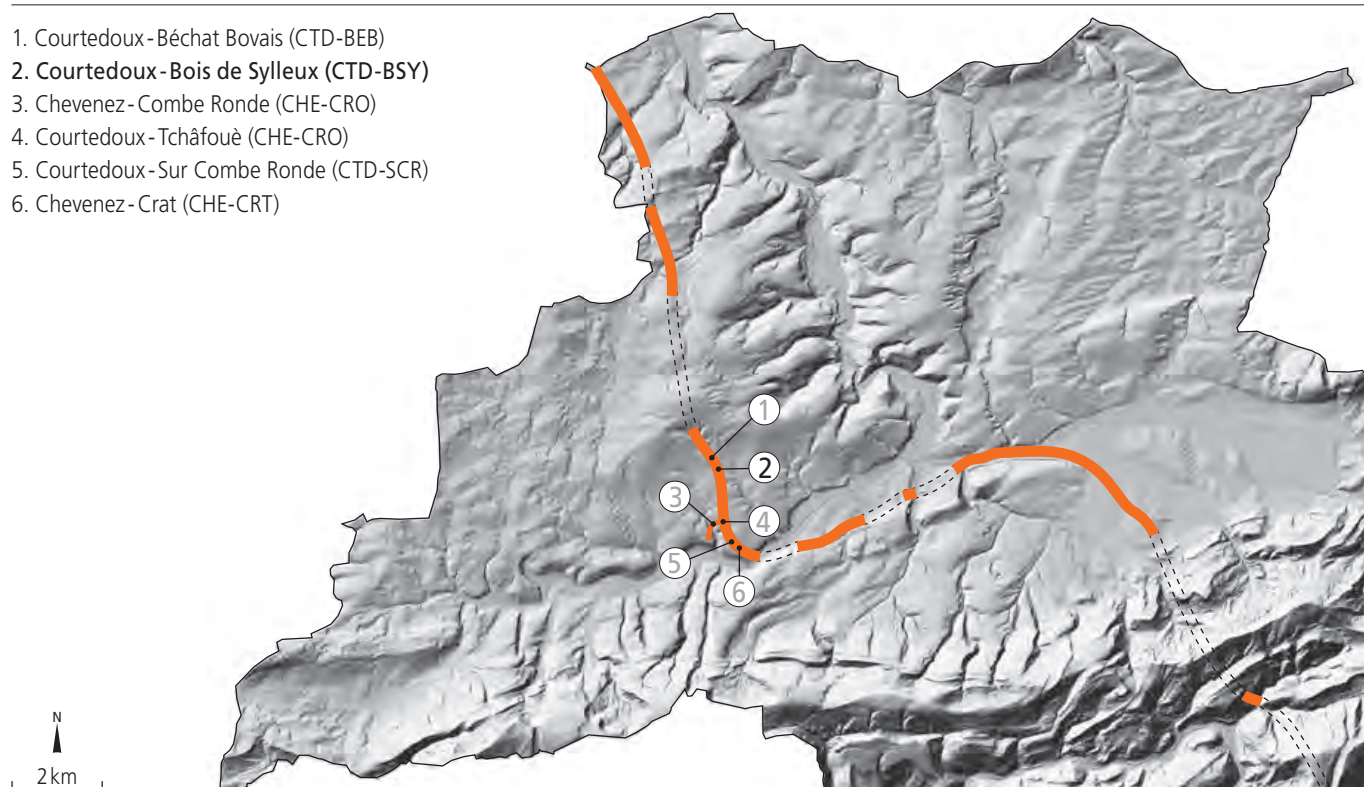 1. Courtedoux-Béchat Bovais (CTD-BEB)
2. Courtedoux-Bois de Sylleux (CTD-BSY)
3. Chevenez-Combe Ronde (CHE-CRO)
4. Courtedoux-Tchâfouè (CHE-CRO)
5. Courtedoux-Sur Combe Ronde (CTD-SCR)
6. Chevenez-Crat (CHE-CRT)
1
2
3
4
5
6
N
2 km